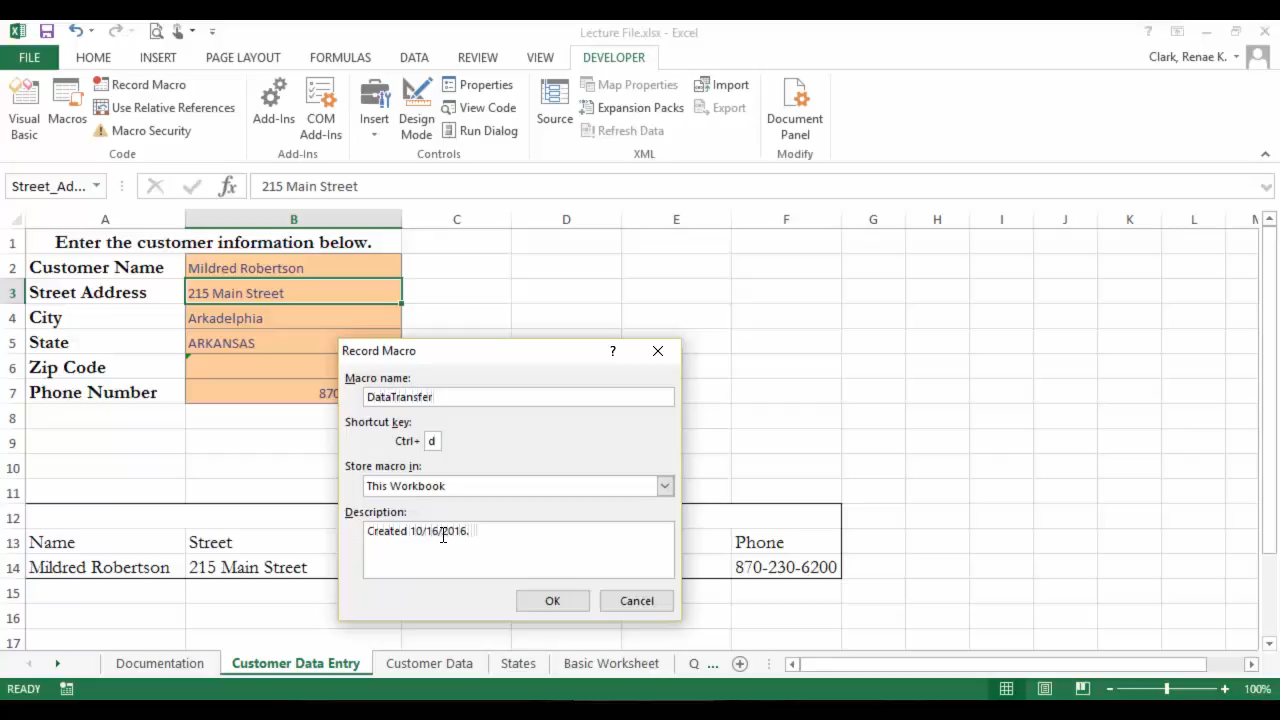 Lecture File.xlsx - Excel
FILE HOME INSERT PAGE LAYOUT FORMULAS DATA REVIEW VIEW DEVELOPER Clark, Renae K.
Visual Basic
Macros
Record Macro
Use Relative References
Macro Security
Code
Add-Ins
COM Add-Ins
Add-Ins
Insert
Design Mode
Properties
View Code
Run Dialog
Controls
Source
Map Properties
Expansion Packs
Refresh Data
Import
Export
XML
Document Panel
Modify
Street_Ad... fx 215 Main Street
A B C D E F G H I J K L M
1 Enter the customer information below.
2 Customer Name Mildred Robertson
3 Street Address 215 Main Street
4 City Arkadelphia
5 State ARKANSAS
6 Zip Code
7 Phone Number 870
8
9
10
11
12
13 Name Street Phone
14 Mildred Robertson 215 Main Street 870-230-6200
15
16
17
Record Macro ?
Macro name:
DataTransfer
Shortcut key:
Ctrl+ d
Store macro in:
This Workbook
Description:
Created 10/16/2016.
OK Cancel
Documentation Customer Data Entry Customer Data States Basic Worksheet Q ...
READY 100%